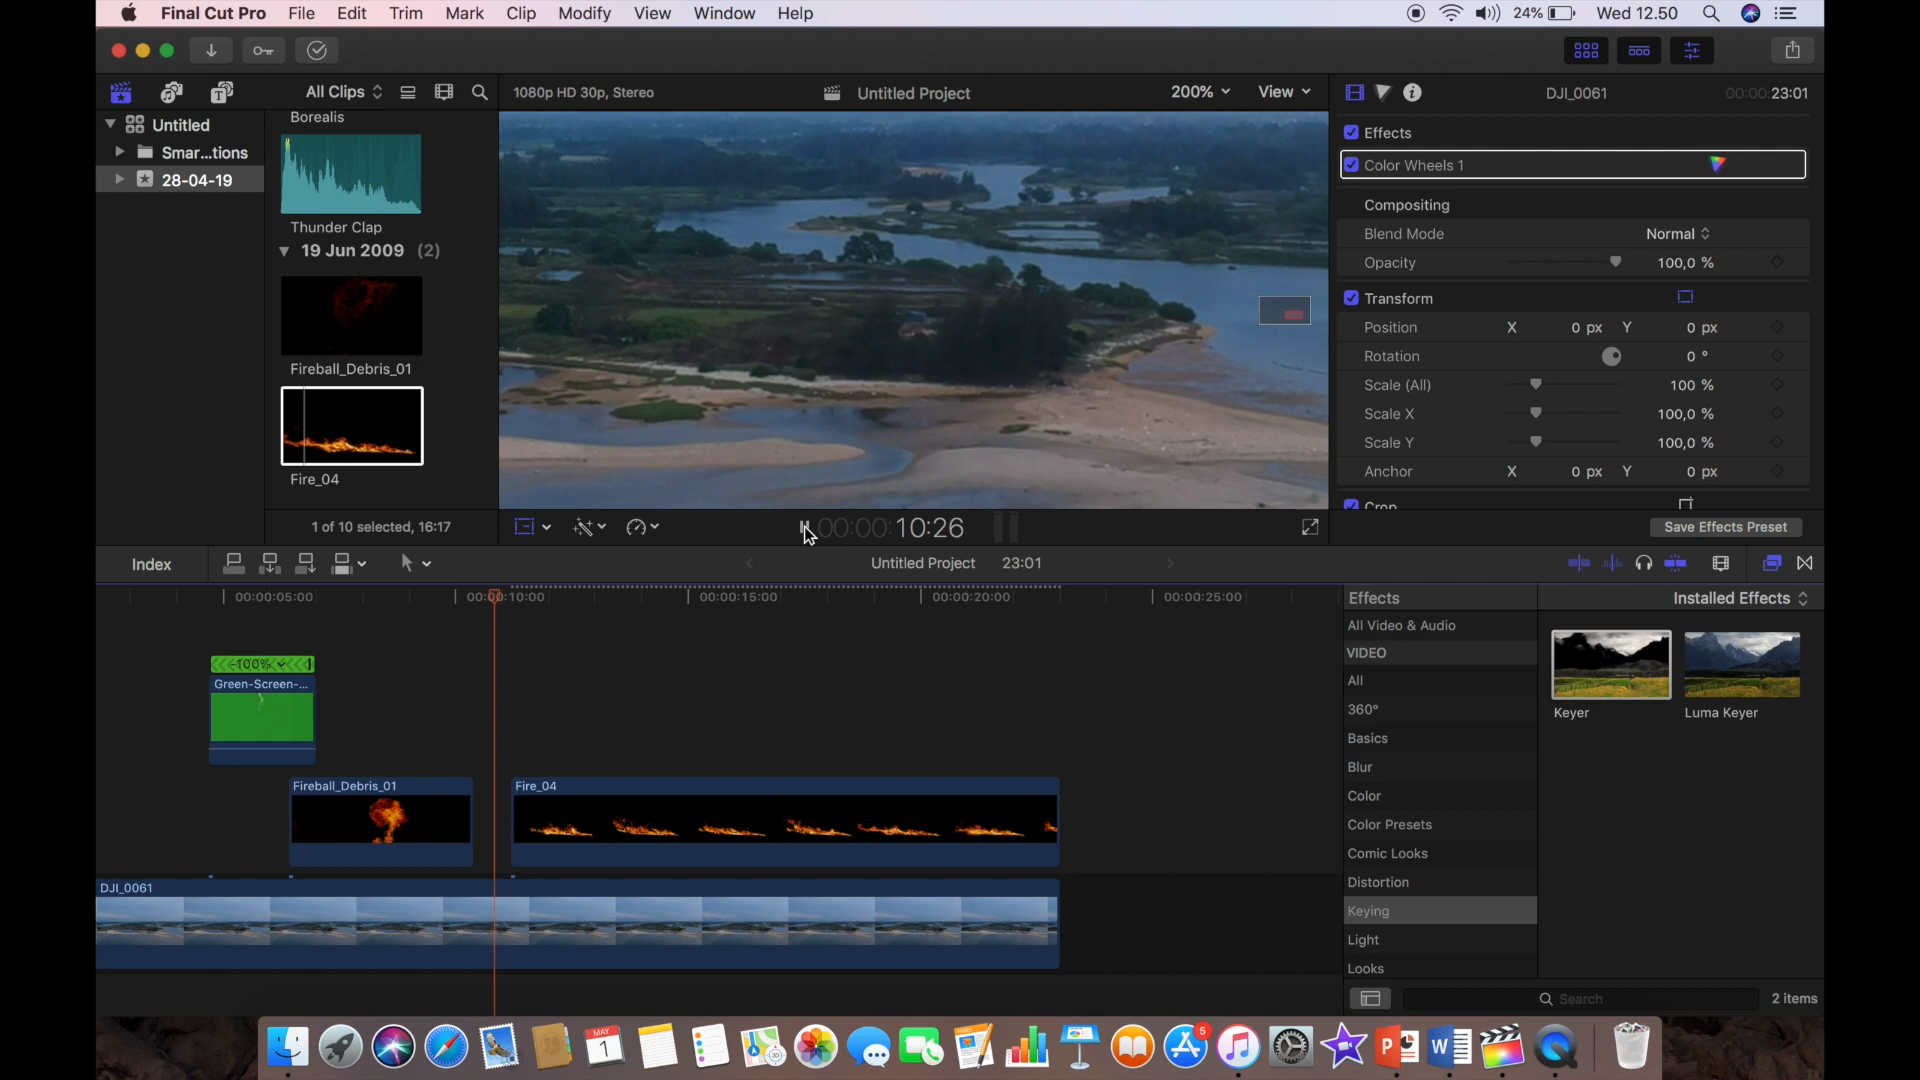 Final Cut Pro File Edit Trim Mark Clip Modify View Window Help 24% Wed 12.50
All Clips 1080p HD 30p, Stereo Untitled Project 200% View DJI_0061 00:00:23:01
Untitled
Smar...tions
28-04-19
Borealis
Thunder Clap
19 Jun 2009 (2)
Fireball_Debris_01
Fire_04
1 of 10 selected, 16:17
00:00:10:26
Effects
Color Wheels 1
Compositing
Blend Mode Normal
Opacity 100,0 %
Transform
Position X 0 px Y 0 px
Rotation 0 °
Scale (All) 100 %
Scale X 100,0 %
Scale Y 100,0 %
Anchor X 0 px Y 0 px
Crop
Save Effects Preset
Index Untitled Project 23:01
00:00:05:00 00:00:10:00 00:00:15:00 00:00:20:00 00:00:25:00
-100%
Green-Screen-...
Fireball_Debris_01 Fire_04
DJI_0061
Effects Installed Effects
All Video & Audio
VIDEO
All
360°
Basics
Blur
Color
Color Presets
Comic Looks
Distortion
Keying
Light
Looks
Keyer Luma Keyer
Search 2 items
MAY
1
5